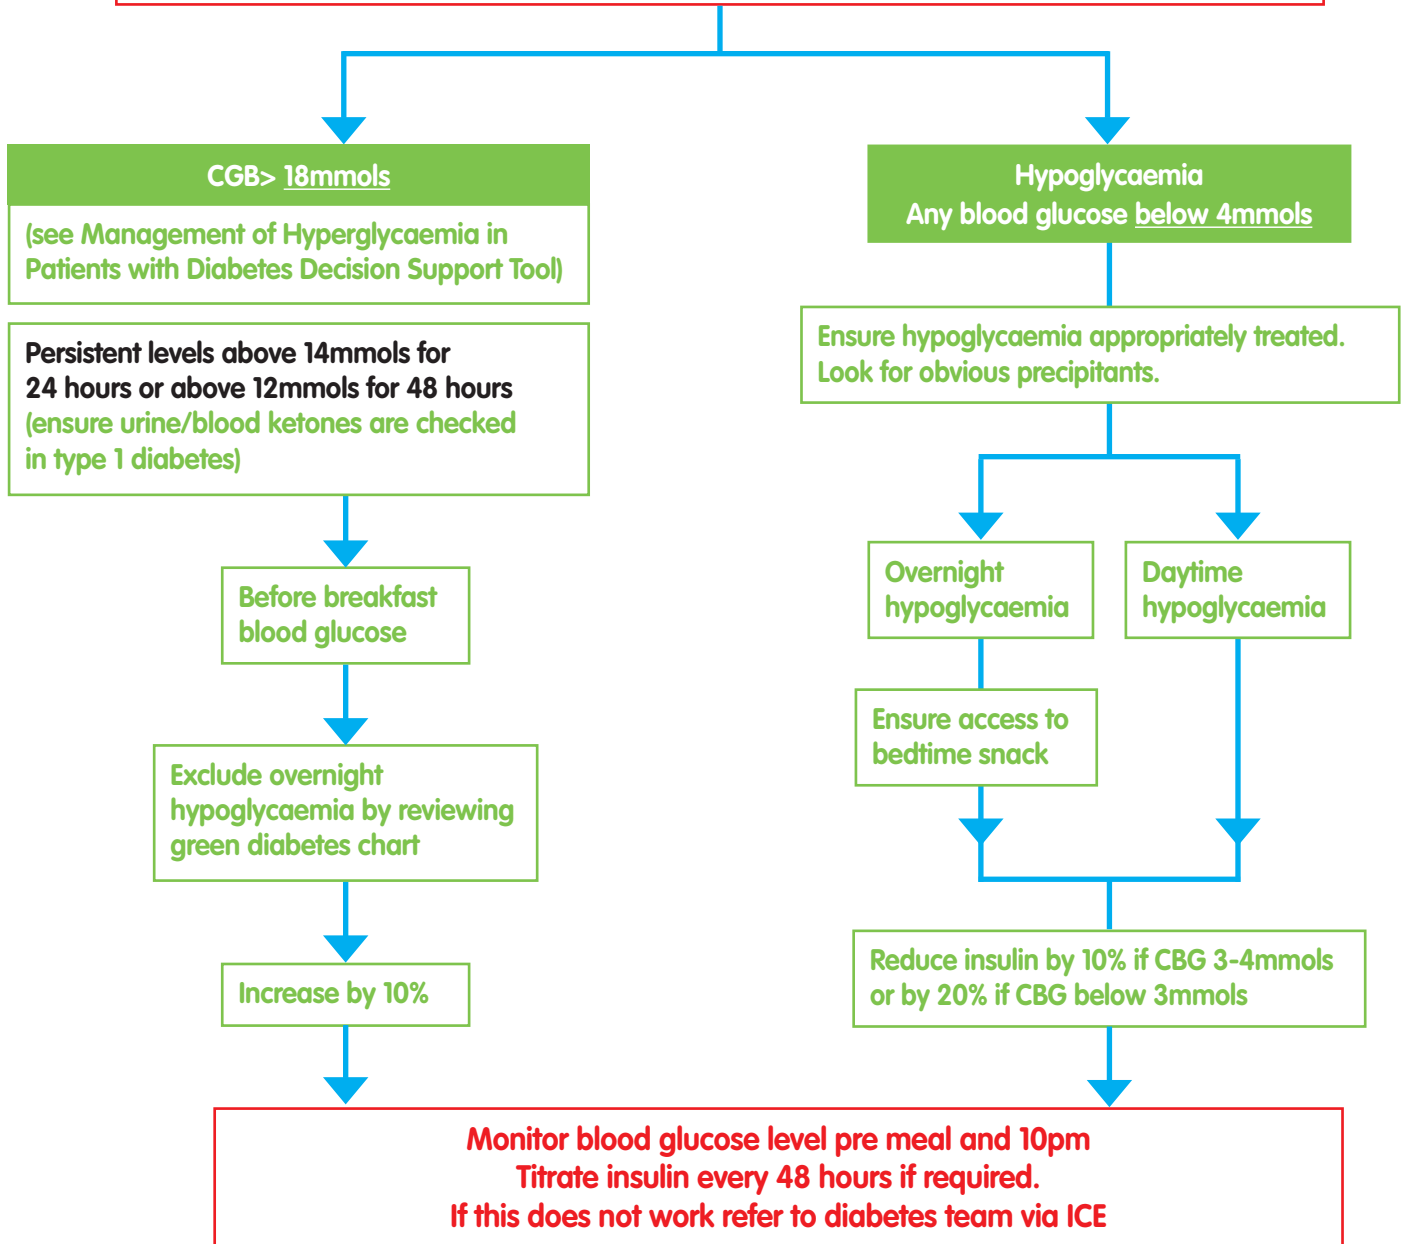 CGB> 18mmols
(see Management of Hyperglycaemia in
Patients with Diabetes Decision Support Tool)
Persistent levels above 14mmols for
24 hours or above 12mmols for 48 hours
(ensure urine/blood ketones are checked
in type 1 diabetes)
Before breakfast
blood glucose
Exclude overnight
hypoglycaemia by reviewing
green diabetes chart
Increase by 10%
Hypoglycaemia
Any blood glucose below 4mmols
Ensure hypoglycaemia appropriately treated.
Look for obvious precipitants.
Overnight
hypoglycaemia
Daytime
hypoglycaemia
Ensure access to
bedtime snack
Reduce insulin by 10% if CBG 3-4mmols
or by 20% if CBG below 3mmols
Monitor blood glucose level pre meal and 10pm
Titrate insulin every 48 hours if required.
If this does not work refer to diabetes team via ICE